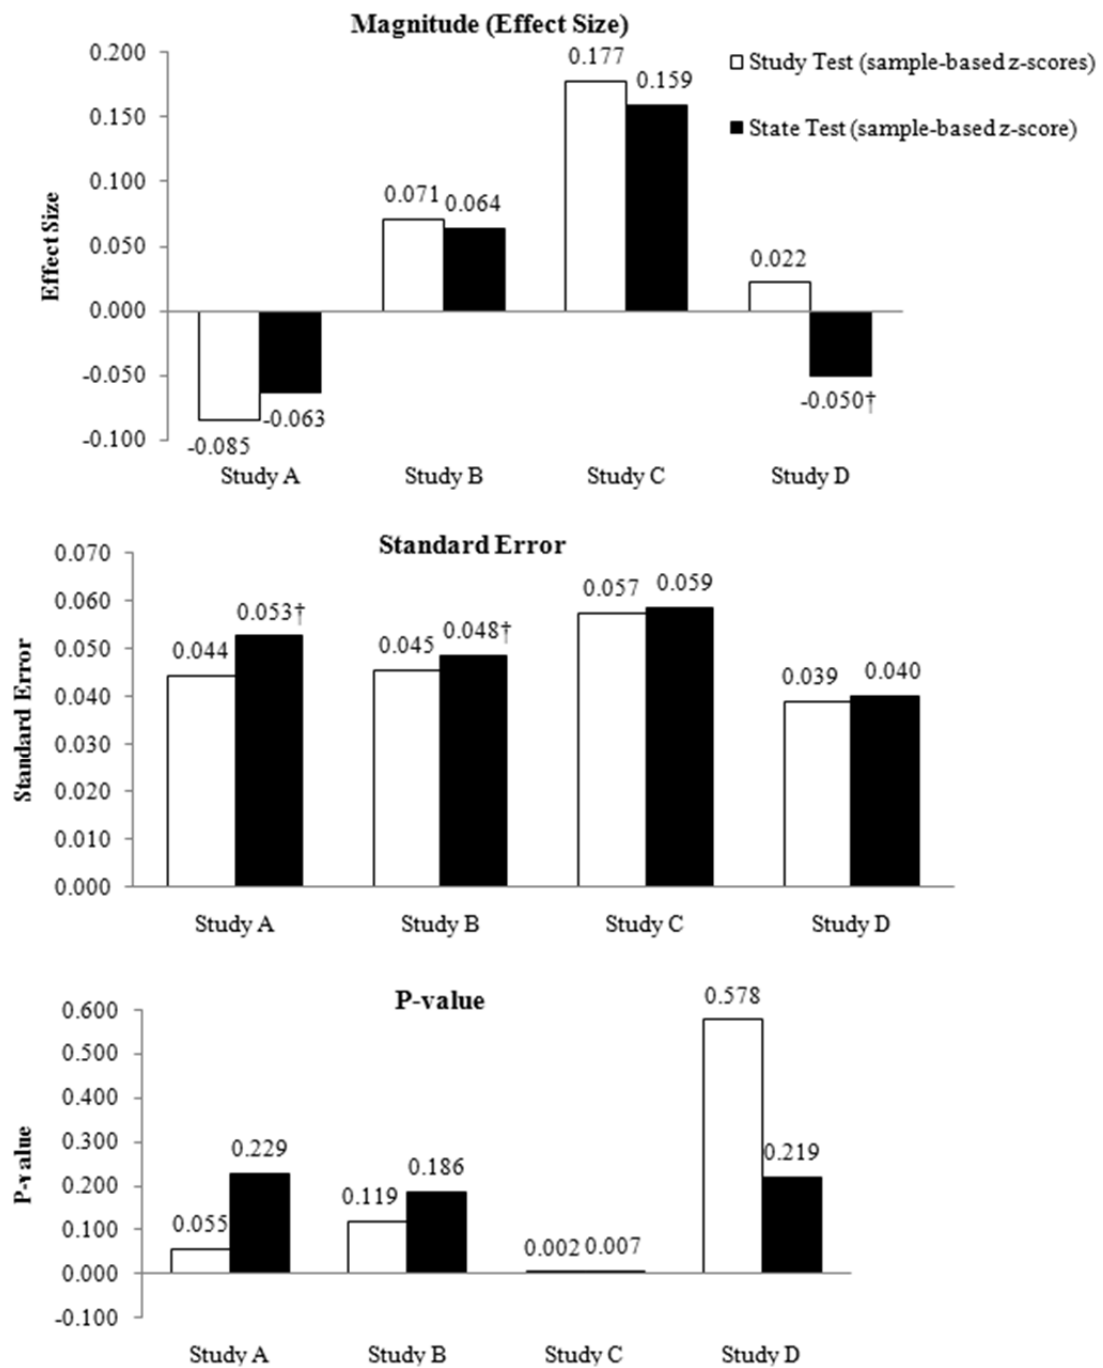 Magnitude (Effect Size)
Study Test (sample-based z-scores)
State Test (sample-based z-score)
Effect Size
0.200
0.150
0.100
0.050
0.000
-0.050
-0.100
-0.085
-0.063
0.071
0.064
0.177
0.159
0.022
-0.050†
Study A
Study B
Study C
Study D
Standard Error
Standard Error
0.070
0.060
0.050
0.040
0.030
0.020
0.010
0.000
0.044
0.053†
0.045
0.048†
0.057
0.059
0.039
0.040
Study A
Study B
Study C
Study D
P-value
P-value
0.600
0.500
0.400
0.300
0.200
0.100
0.000
-0.100
0.055
0.229
0.119
0.186
0.002
0.007
0.578
0.219
Study A
Study B
Study C
Study D